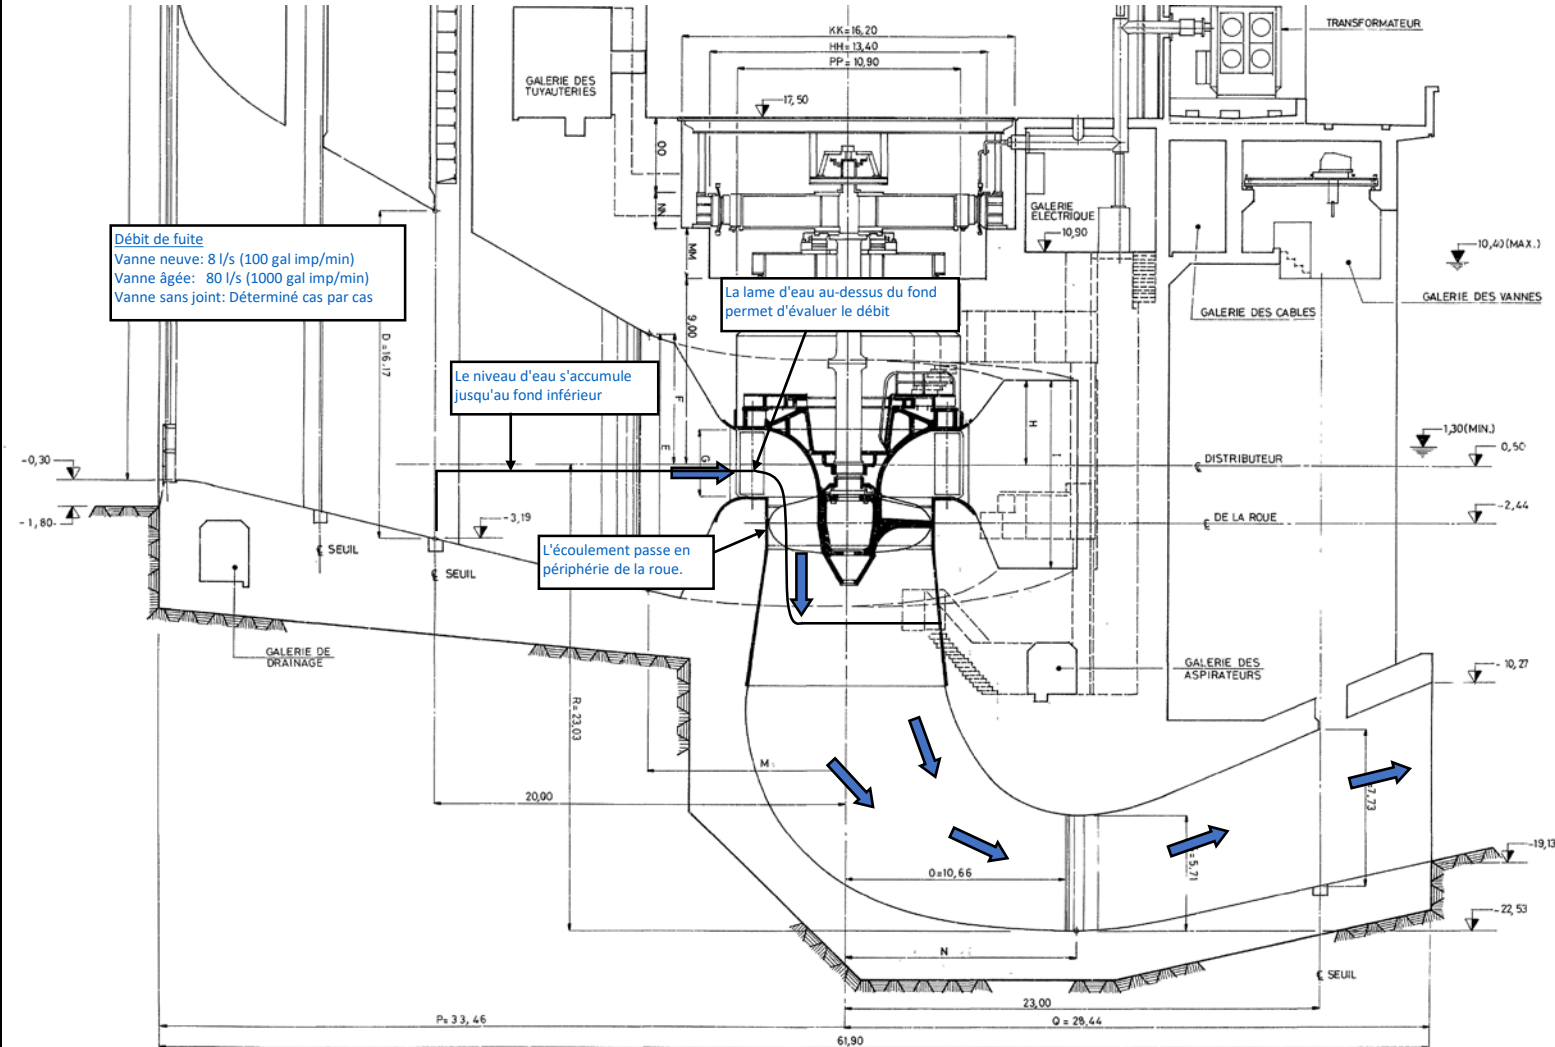 TRANSFORMATEUR
KK=16,20
HH=13,40
PP=10,90
GALERIE DES
TUYAUTERIES
17,50
OO
NN
MM
GALERIE
ÉLECTRIQUE
10,90
10,40 (MAX.)
GALERIE DES VANNES
GALERIE DES CABLES
Débit de fuite
Vanne neuve: 8 l/s (100 gal imp/min)
Vanne âgée: 80 l/s (1000 gal imp/min)
Vanne sans joint: Déterminé cas par cas
La lame d'eau au-dessus du fond
permet d'évaluer le débit
9,00
D=16,17
Le niveau d'eau s'accumule
jusqu'au fond inférieur
F
E
G
H
I
1,30 (MIN.)
0,50
DISTRIBUTEUR
-0,30
-1,80
-3,19
-2,44
DE LA ROUE
SEUIL
SEUIL
L'écoulement passe en
périphérie de la roue.
GALERIE DE
DRAINAGE
GALERIE DES
ASPIRATEURS
-10,27
R=23,03
M
20,00
=7,73
=5,71
O=10,66
-19,13
-22,53
N
SEUIL
23,00
P=33,46
Q=28,44
61,90